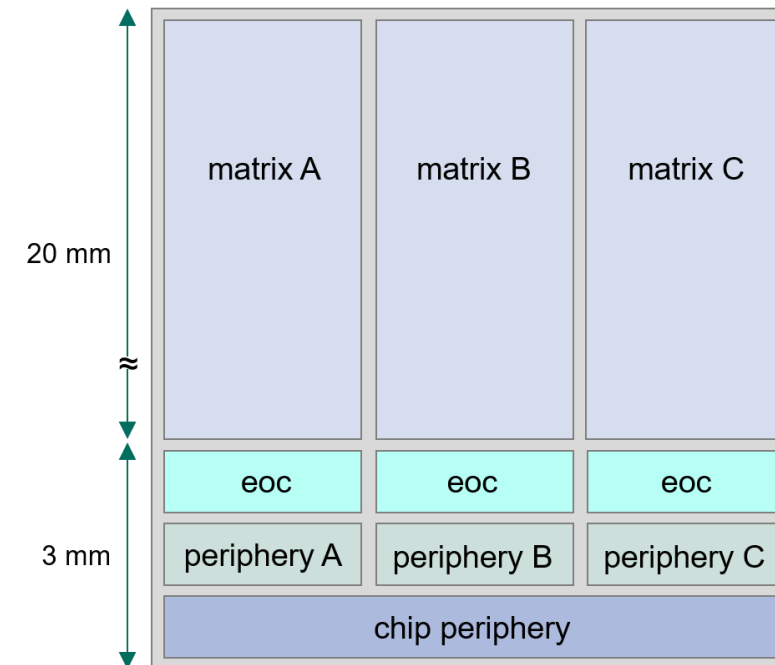 matrix A
matrix B
matrix C
20 mm
≈
eoc
eoc
eoc
3 mm
periphery A
periphery B
periphery C
chip periphery